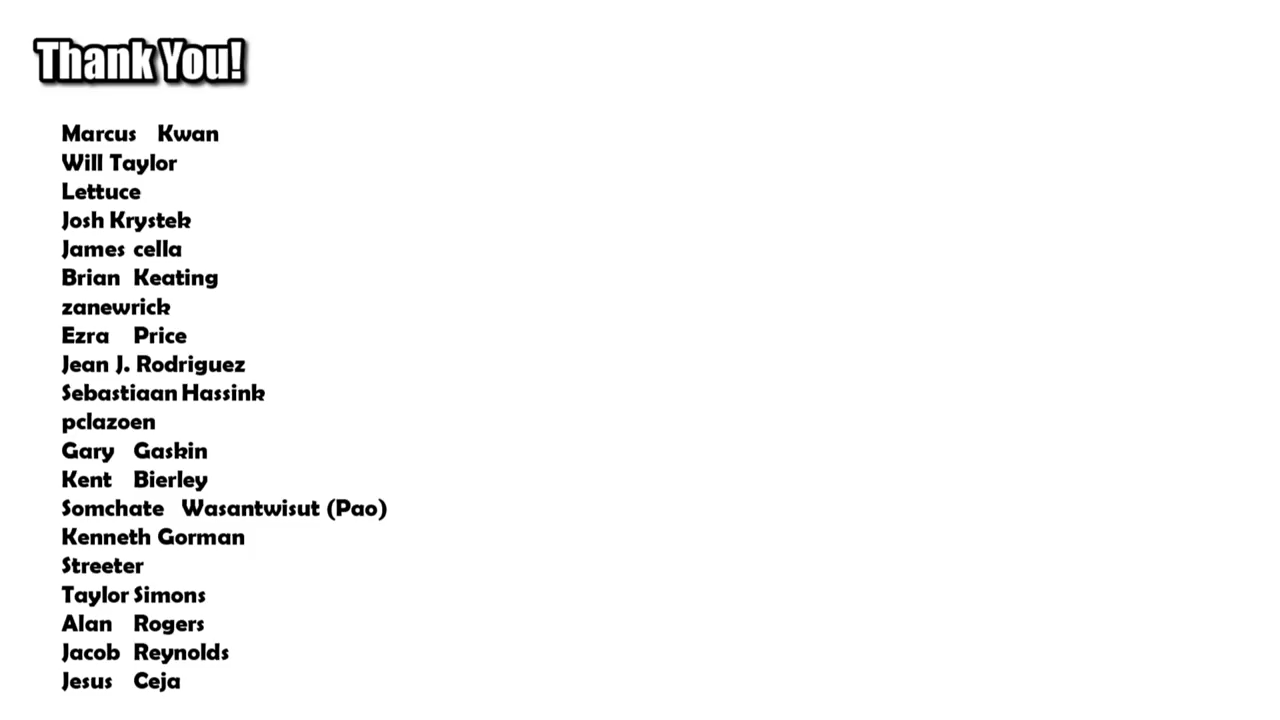 Thank You!
Marcus Kwan
Will Taylor
Lettuce
Josh Krystek
James cella
Brian Keating
zanewrick
Ezra Price
Jean J. Rodriguez
Sebastiaan Hassink
pclazoen
Gary Gaskin
Kent Bierley
Somchate Wasantwisut (Pao)
Kenneth Gorman
Streeter
Taylor Simons
Alan Rogers
Jacob Reynolds
Jesus Ceja